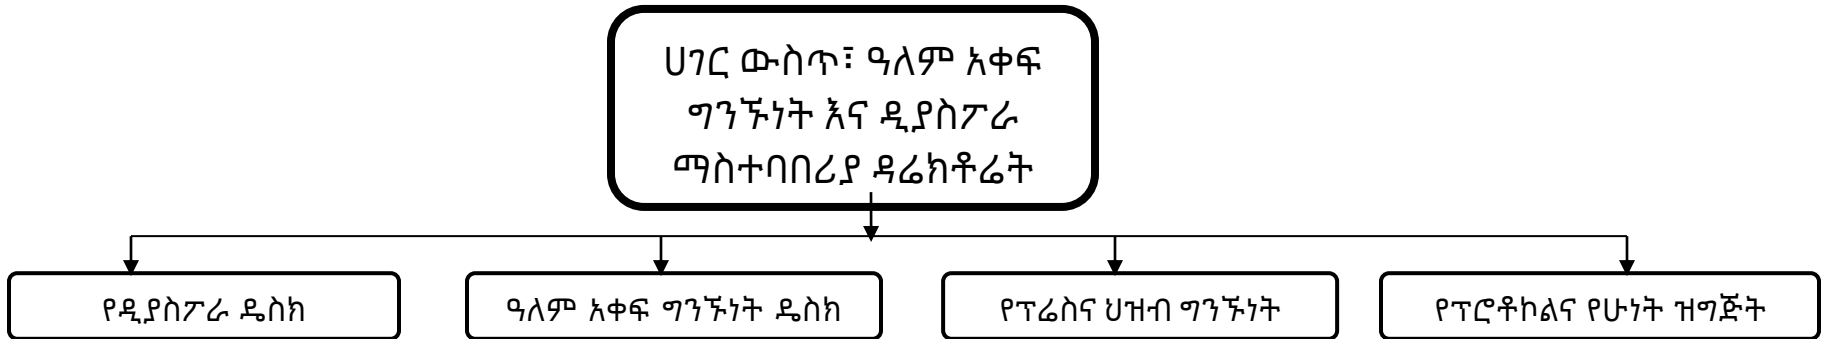 ሀገር ውስጥ፣ ዓለም አቀፍ
ግንኙነት እና ዲያስፖራ
ማስተባበሪያ ዳሬክቶሬት
የዲያስፖራ ዴስክ
ዓለም አቀፍ ግንኙነት ዴስክ
የፕሬስና ህዝብ ግንኙነት
የፕሮቶኮልና የሁነት ዝግጅት